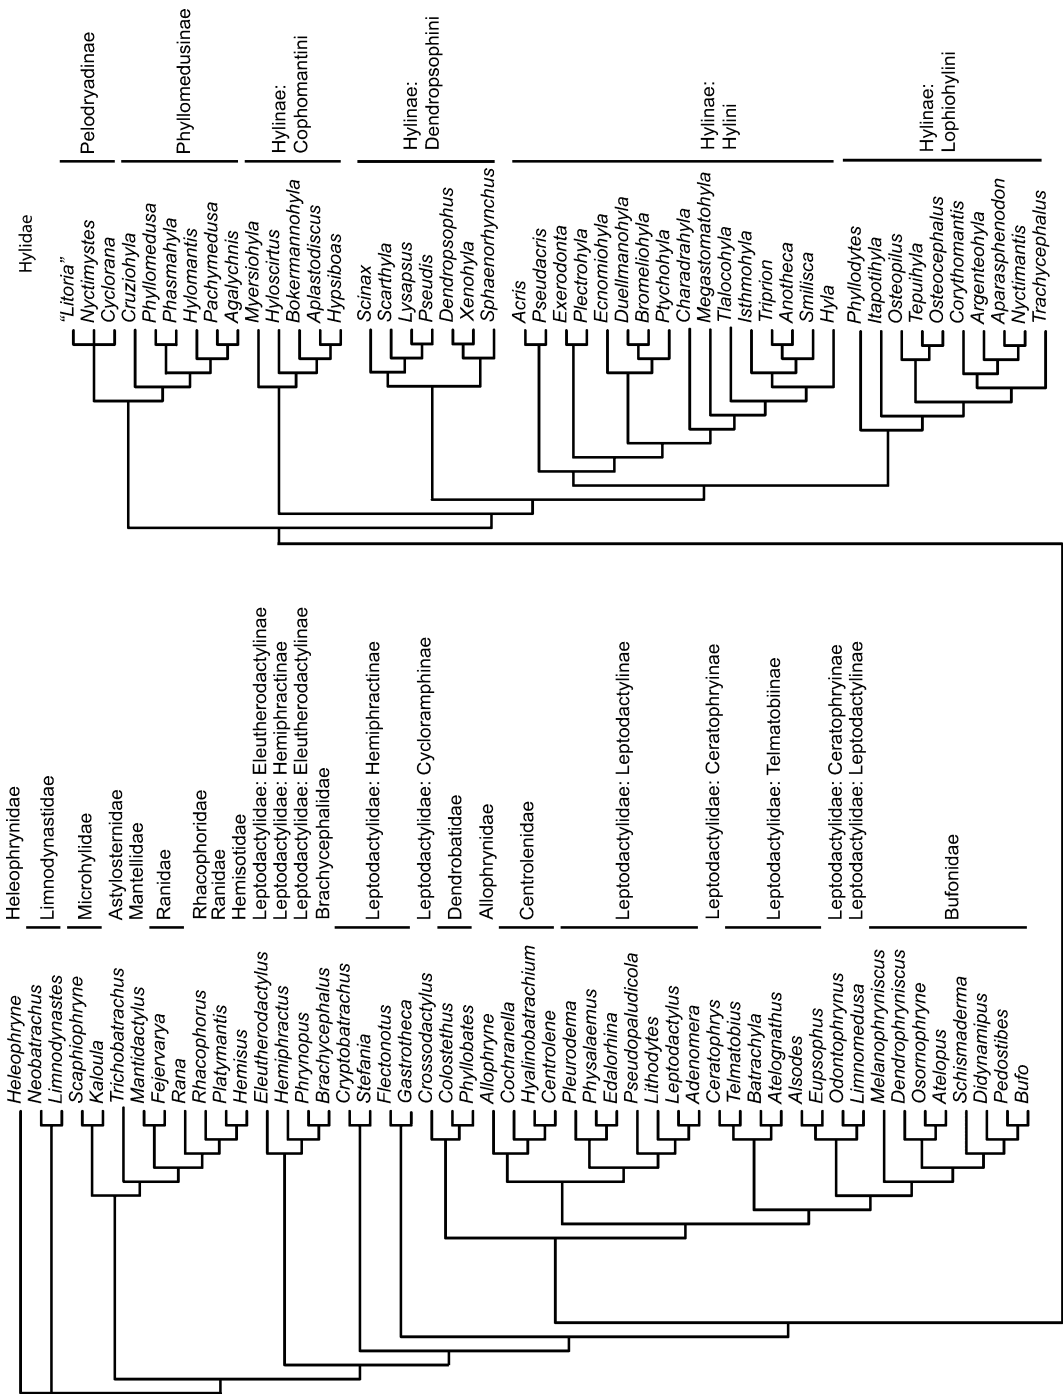 Hylidae
Pelodryadinae
Phyllomedusinae
Hylinae:
Cophomantini
Hylinae:
Dendropsophini
Hylinae:
Hylini
Hylinae:
Lophiohylini
"Litoria"
Nyctimystes
Cyclorana
Cruziohyla
Phyllomedusa
Phasmahyla
Hylomantis
Pachymedusa
Agalychnis
Myersiohyla
Hyloscirtus
Bokermannohyla
Aplastodiscus
Hypsiboas
Scinax
Scarthyla
Lysapsus
Pseudis
Dendropsophus
Xenohyla
Sphaenorhynchus
Acris
Pseudacris
Exerodonta
Plectrohyla
Ecnomiohyla
Duellmanohyla
Bromeliohyla
Ptychohyla
Charadrahyla
Megastomatohyla
Tlalocohyla
Isthmohyla
Triprion
Anotheca
Smilisca
Hyla
Phyllodytes
Itapotihyla
Osteopilus
Tepuihyla
Osteocephalus
Corythomantis
Argenteohyla
Aparasphenodon
Nyctimantis
Trachycephalus
Heleophrynidae
Limnodynastidae
Microhylidae
Astylosternidae
Mantellidae
Ranidae
Rhacophoridae
Ranidae
Hemisotidae
Leptodactylidae: Eleutherodactylinae
Leptodactylidae: Hemiphractinae
Leptodactylidae: Eleutherodactylinae
Brachycephalidae
Leptodactylidae: Hemiphractinae
Leptodactylidae: Cycloramphinae
Dendrobatidae
Allophrynidae
Centrolenidae
Leptodactylidae: Leptodactylinae
Leptodactylidae: Ceratophryinae
Leptodactylidae: Telmatobiinae
Leptodactylidae: Ceratophryinae
Leptodactylidae: Leptodactylinae
Bufonidae
Heleophryne
Neobatrachus
Limnodynastes
Scaphiophryne
Kaloula
Trichobatrachus
Mantidactylus
Fejervarya
Rana
Rhacophorus
Platymantis
Hemisus
Eleutherodactylus
Hemiphractus
Phrynopus
Brachycephalus
Cryptobatrachus
Stefania
Flectonotus
Gastrotheca
Crossodactylus
Colostethus
Phyllobates
Allophryne
Cochranella
Hyalinobatrachium
Centrolene
Pleurodema
Physalaemus
Edalorhina
Pseudopaludicola
Lithodytes
Leptodactylus
Adenomera
Ceratophrys
Telmatobius
Batrachyla
Atelognathus
Alsodes
Eupsophus
Odontophrynus
Limnomedusa
Melanophryniscus
Dendrophryniscus
Osornophryne
Atelopus
Schismaderma
Didynamipus
Pedostibes
Bufo